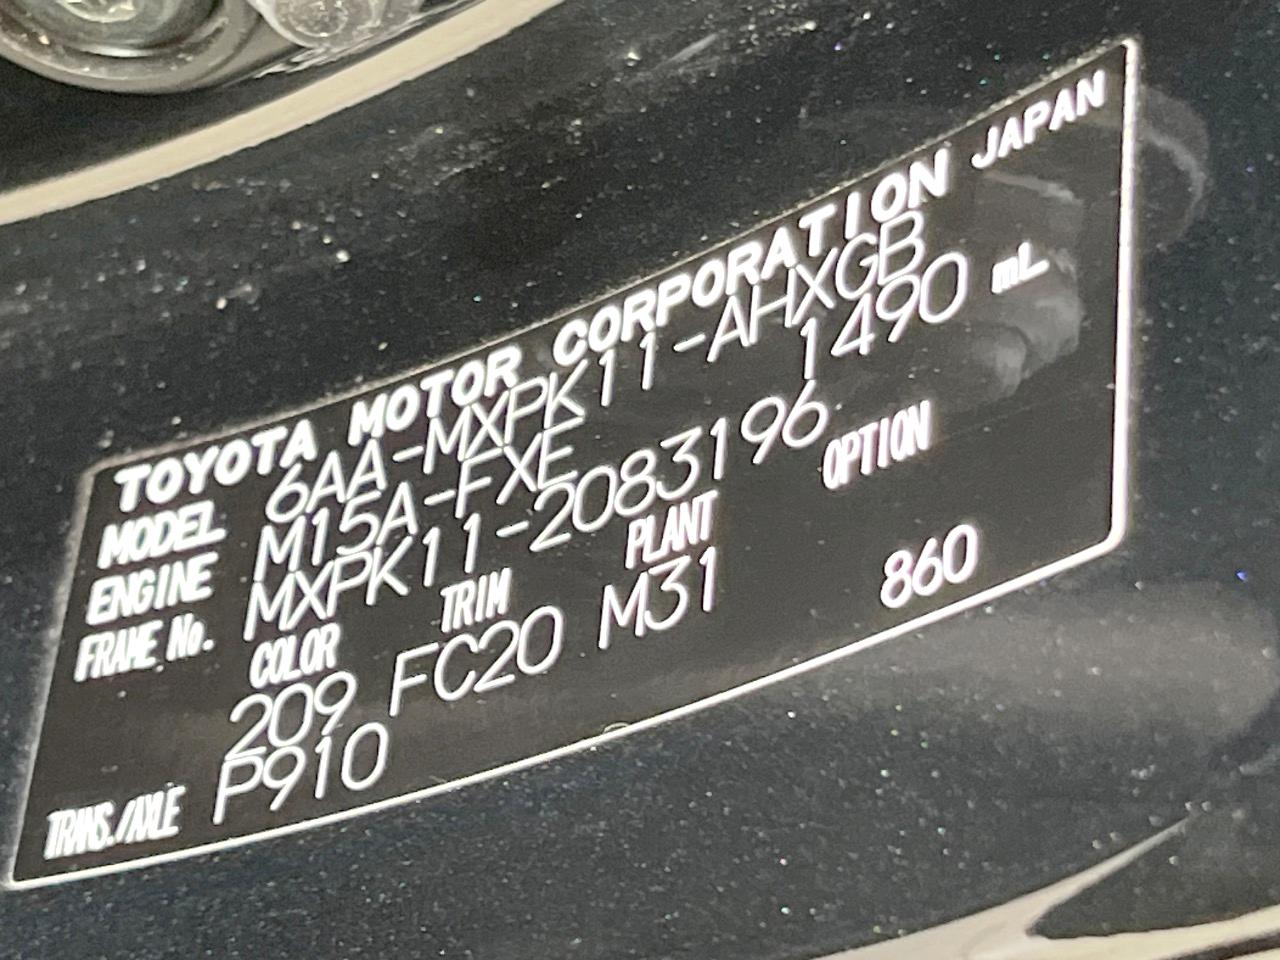 TOYOTA MOTOR CORPORATION JAPAN
MODEL 6AA-MXPK11-AHXGB
ENGINE M15A-FXE 1490 mL
FRAME No. MXPK11-2083196
COLOR TRIM PLANT OPTION
209 FC20 M31 860
TRANS./AXLE P910